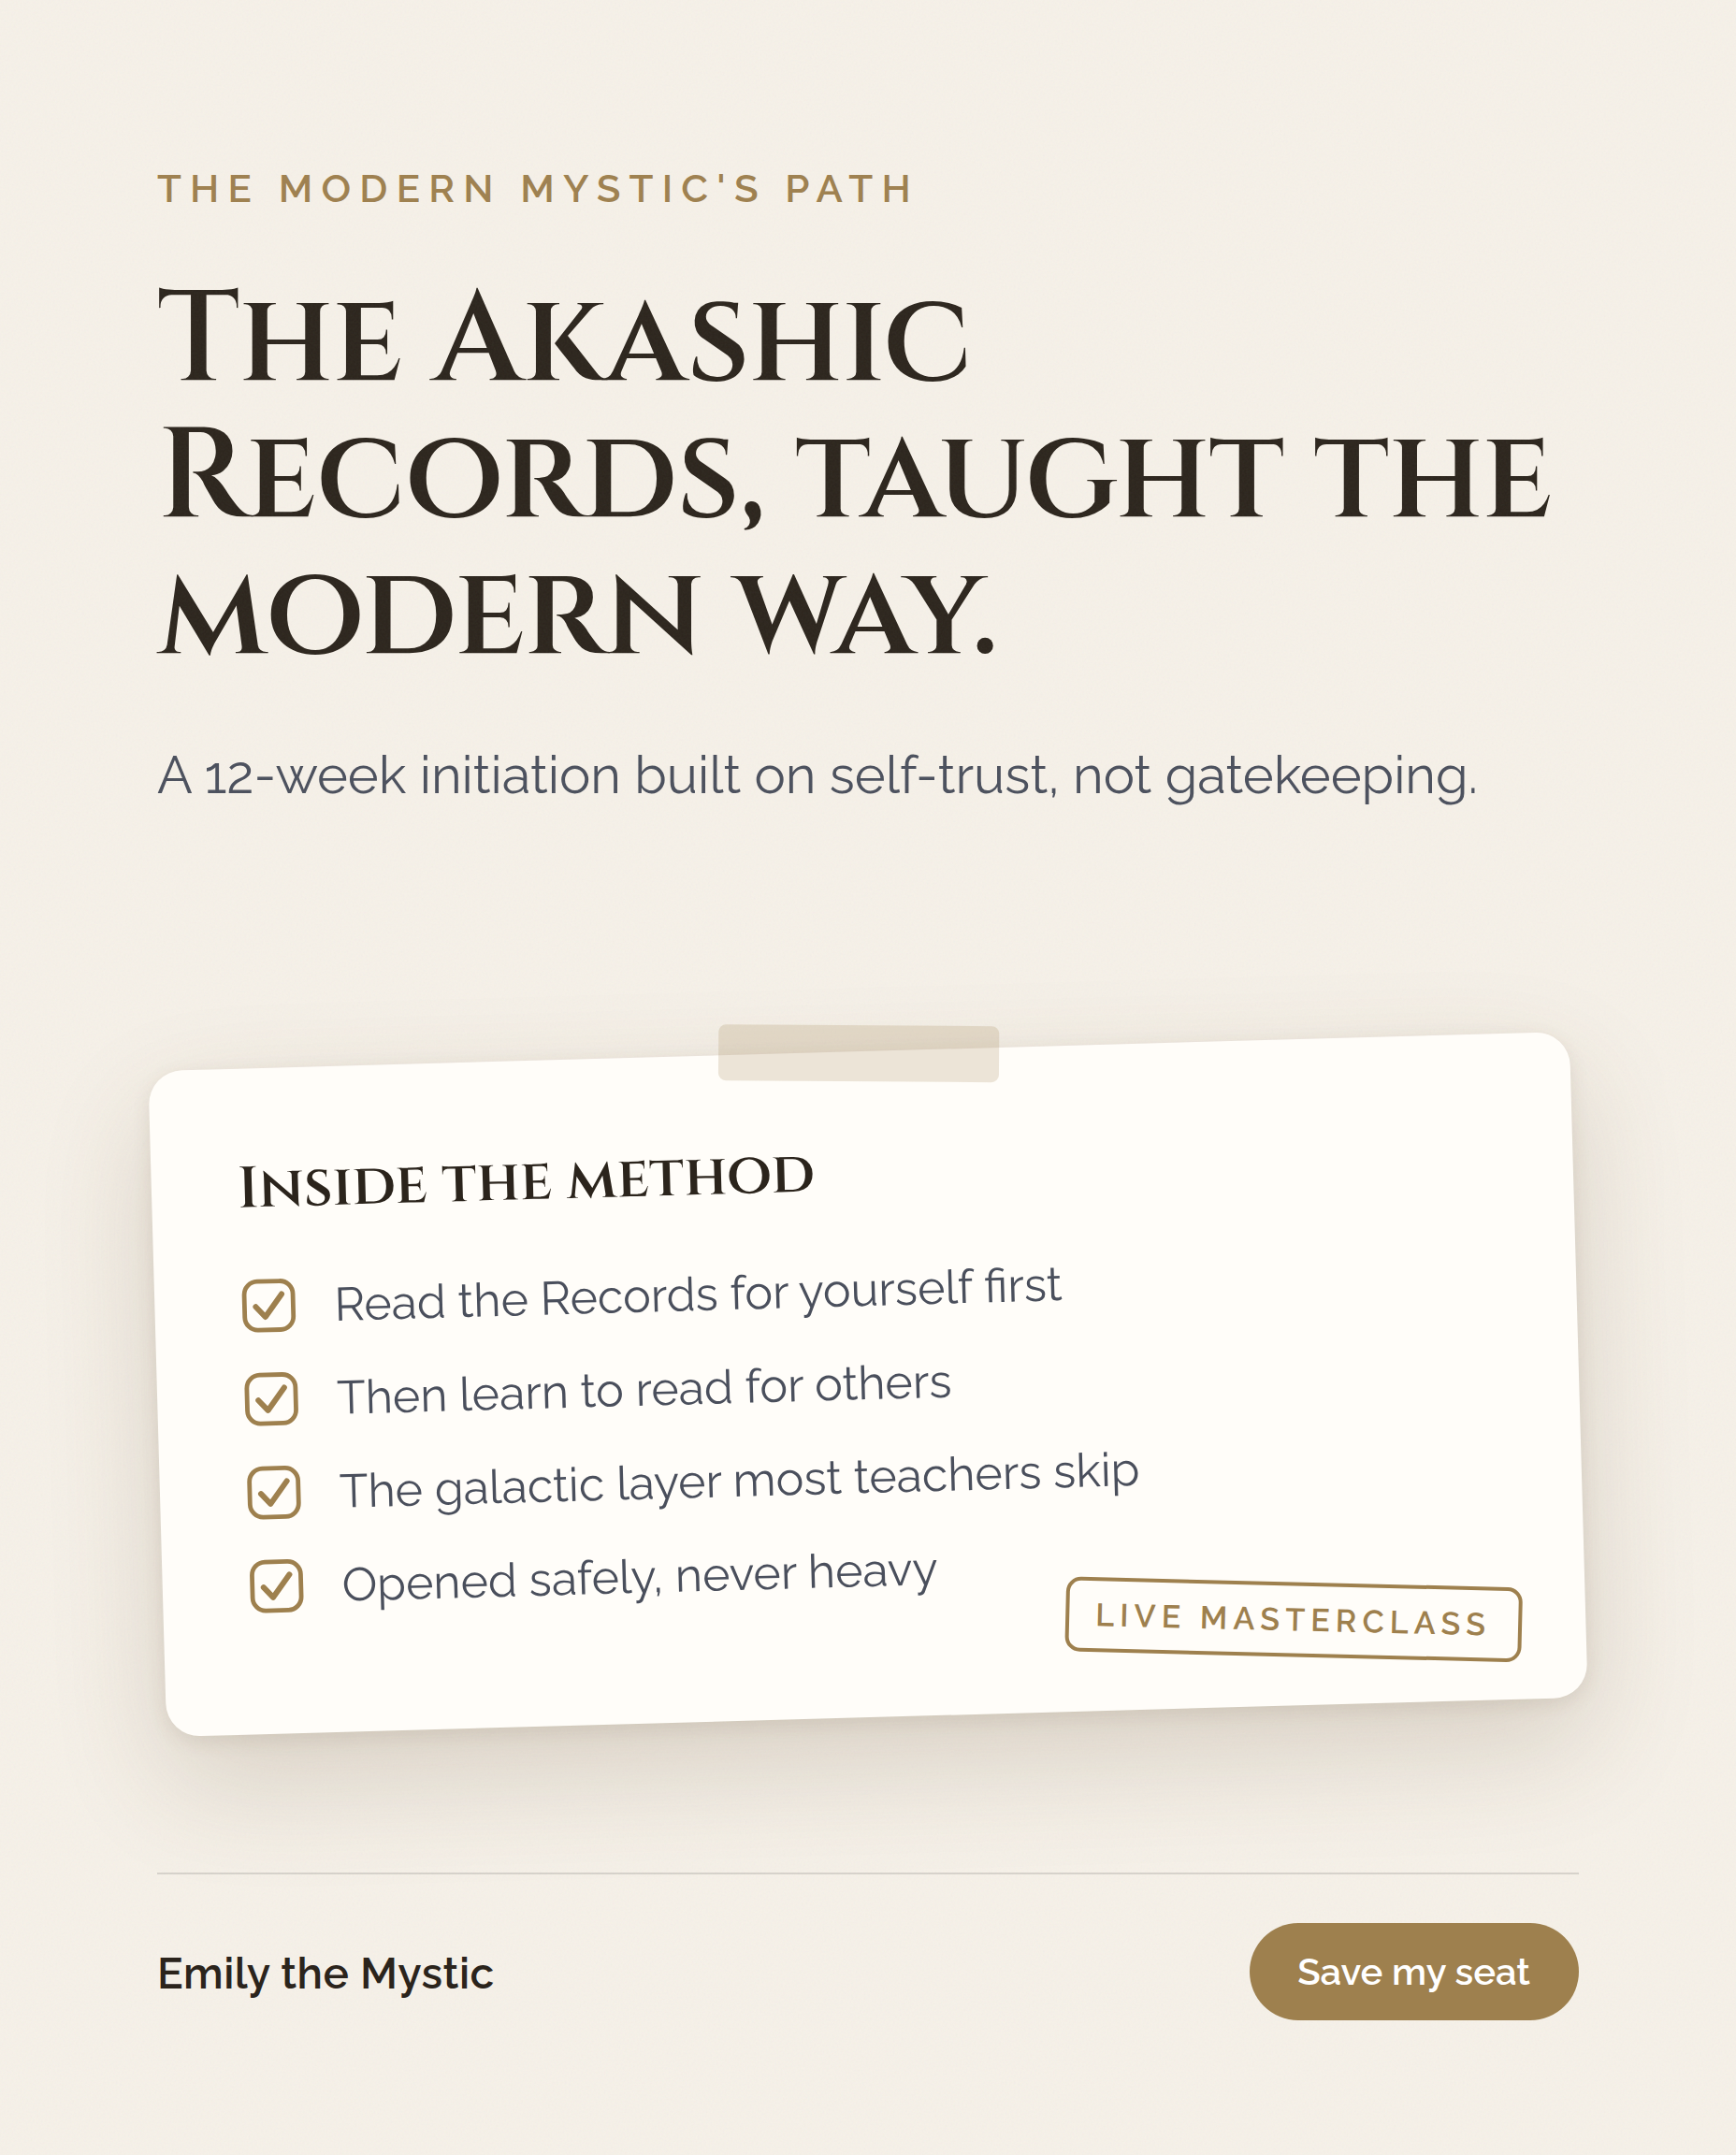 THE MODERN MYSTIC'S PATH
The Akashic
Records, taught the
modern way.
A 12-week initiation built on self-trust, not gatekeeping.
Inside the method
Read the Records for yourself first
Then learn to read for others
The galactic layer most teachers skip
Opened safely, never heavy
LIVE MASTERCLASS
Emily the Mystic
Save my seat